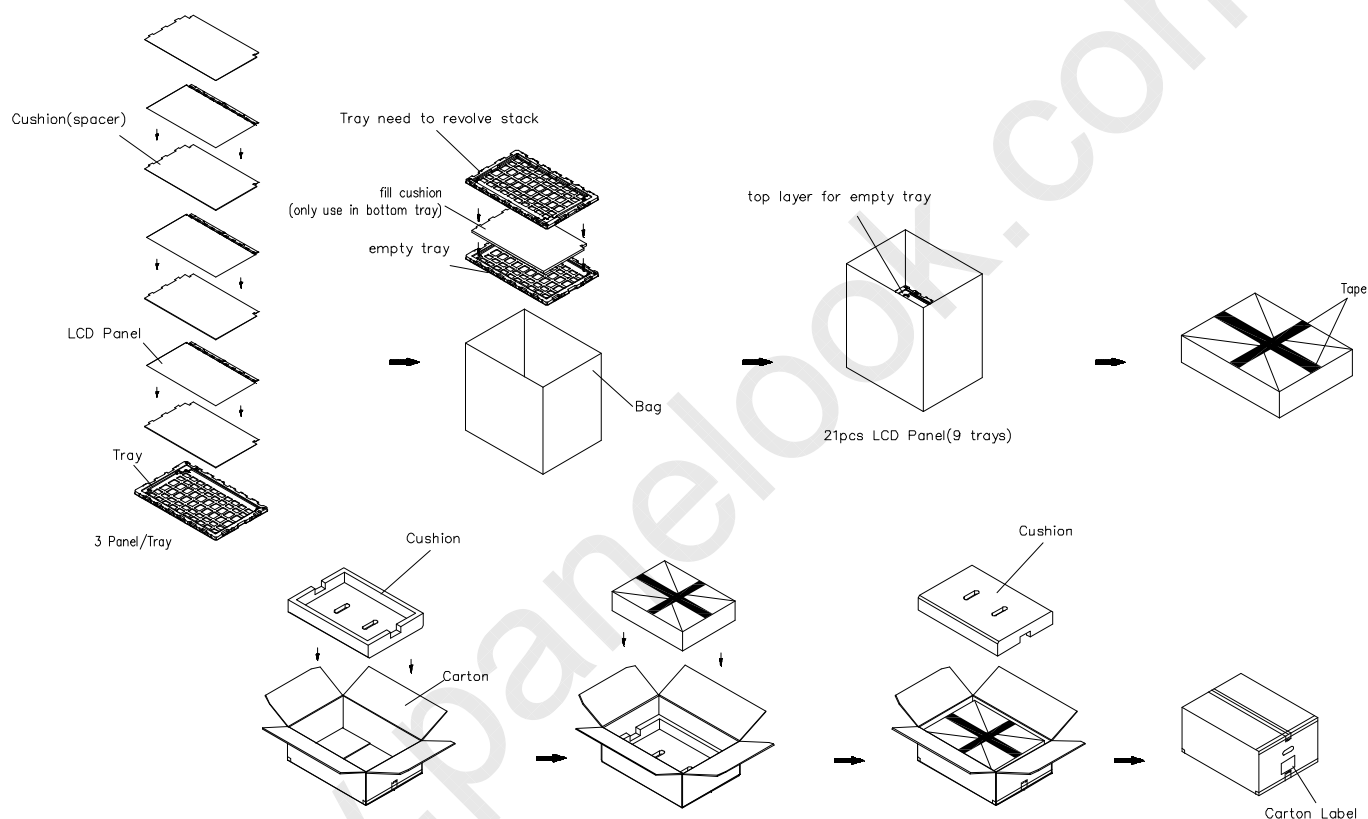 Cushion(spacer)
LCD Panel
Tray
3 Panel/Tray
Tray need to revolve stack
fill cushion
(only use in bottom tray)
empty tray
Bag
top layer for empty tray
21pcs LCD Panel(9 trays)
Tape
Cushion
Carton
Cushion
Carton Label
panelook.com